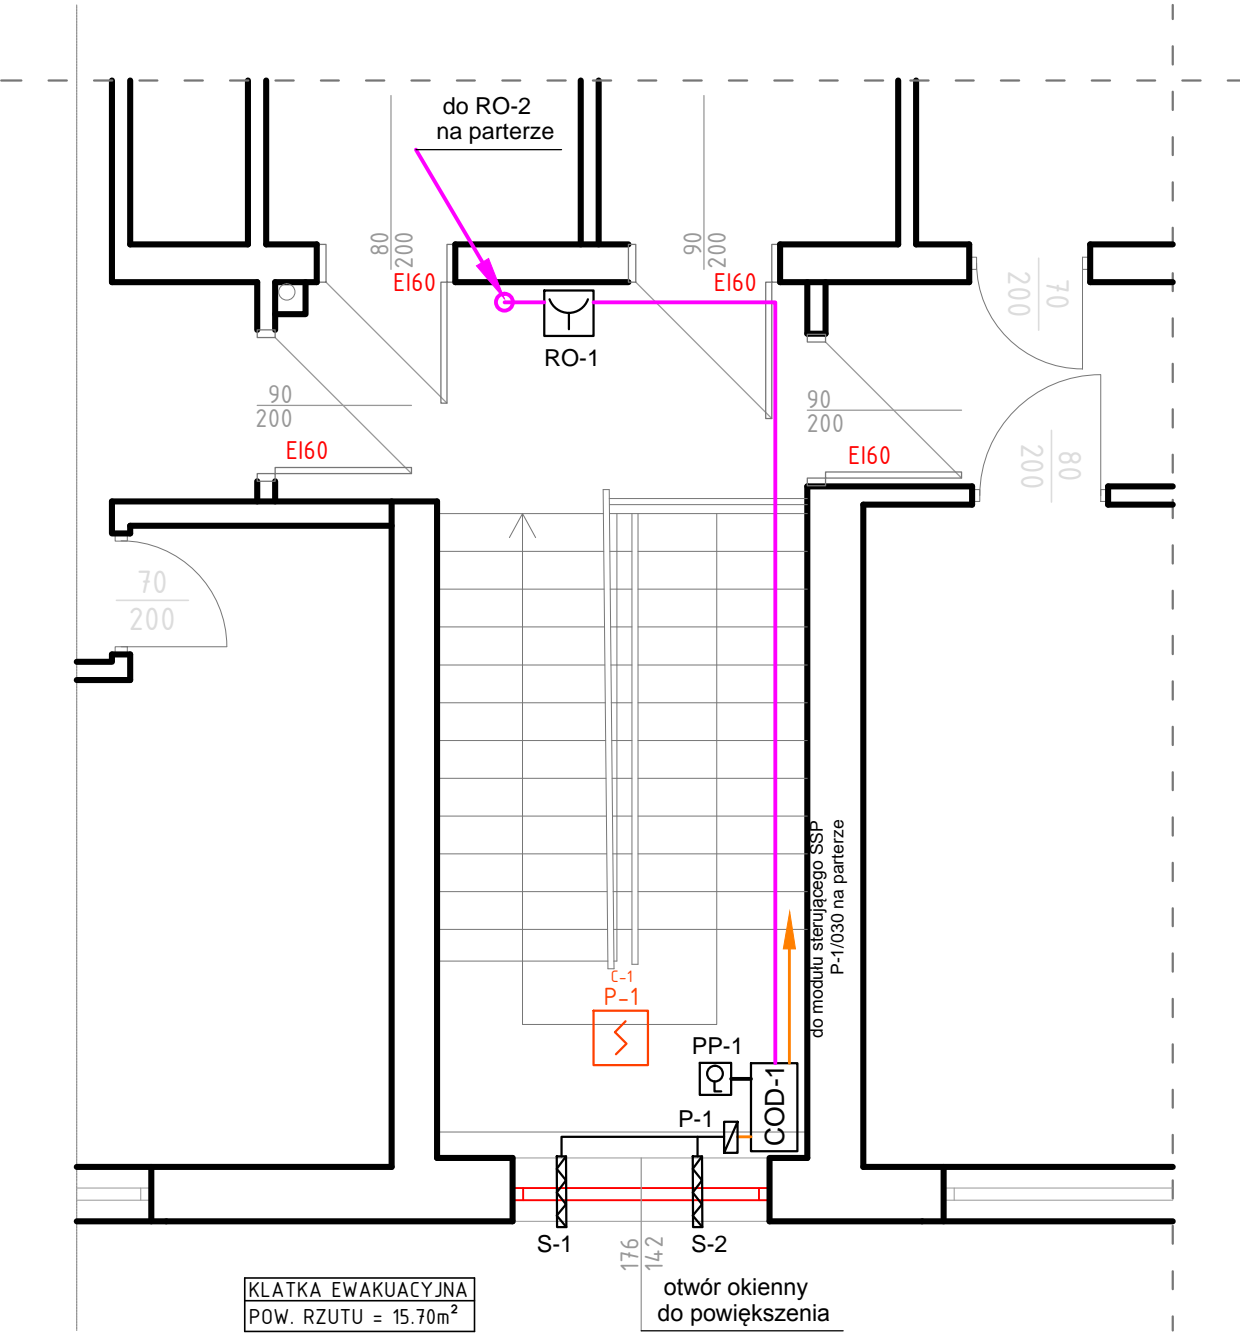 do RO-2
na parterze
80
200
90
200
EI60
EI60
70
200
RO-1
90
200
EI60
90
200
EI60
80
200
70
200
do modułu sterującego SSP
P-1/030 na parterze
C-1
P-1
PP-1
COD-1
P-1
S-1
S-2
176
142
KLATKA EWAKUACYJNA
POW. RZUTU = 15.70m²
otwór okienny
do powiększenia